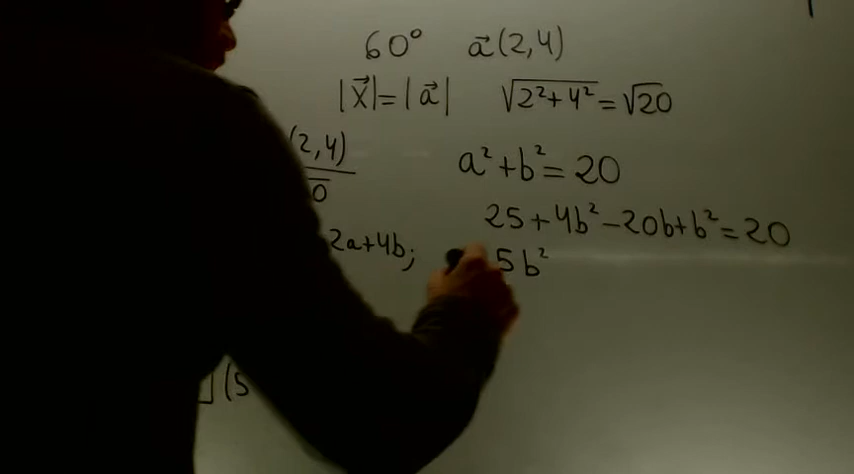 60° a⃗(2,4)
|x⃗|=|a⃗| √2²+4² = √20
(2,4)
a²+b²=20
25+4b²-20b+b²=20
2a+4b;
5b²
(5